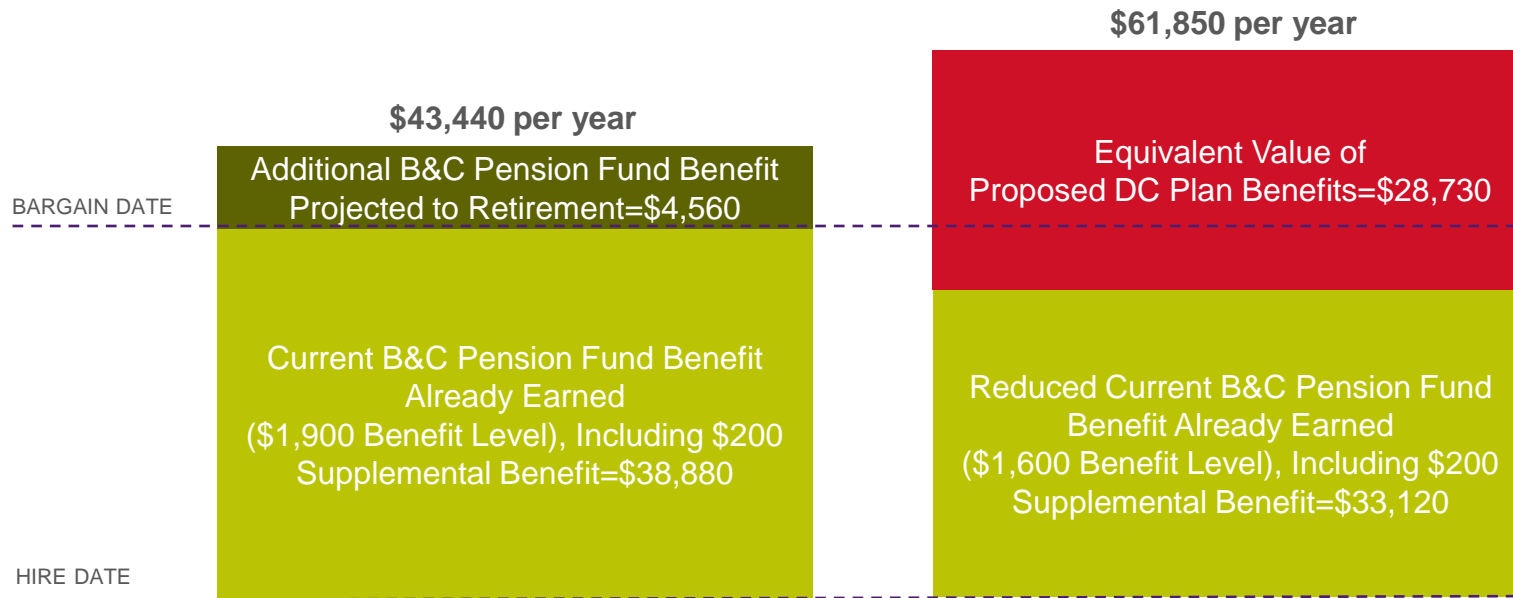 $61,850 per year
$43,440 per year
Additional B&C Pension Fund Benefit
Projected to Retirement=$4,560
Equivalent Value of
Proposed DC Plan Benefits=$28,730
BARGAIN DATE
Current B&C Pension Fund Benefit
Already Earned
($1,900 Benefit Level), Including $200
Supplemental Benefit=$38,880
Reduced Current B&C Pension Fund
Benefit Already Earned
($1,600 Benefit Level), Including $200
Supplemental Benefit=$33,120
HIRE DATE